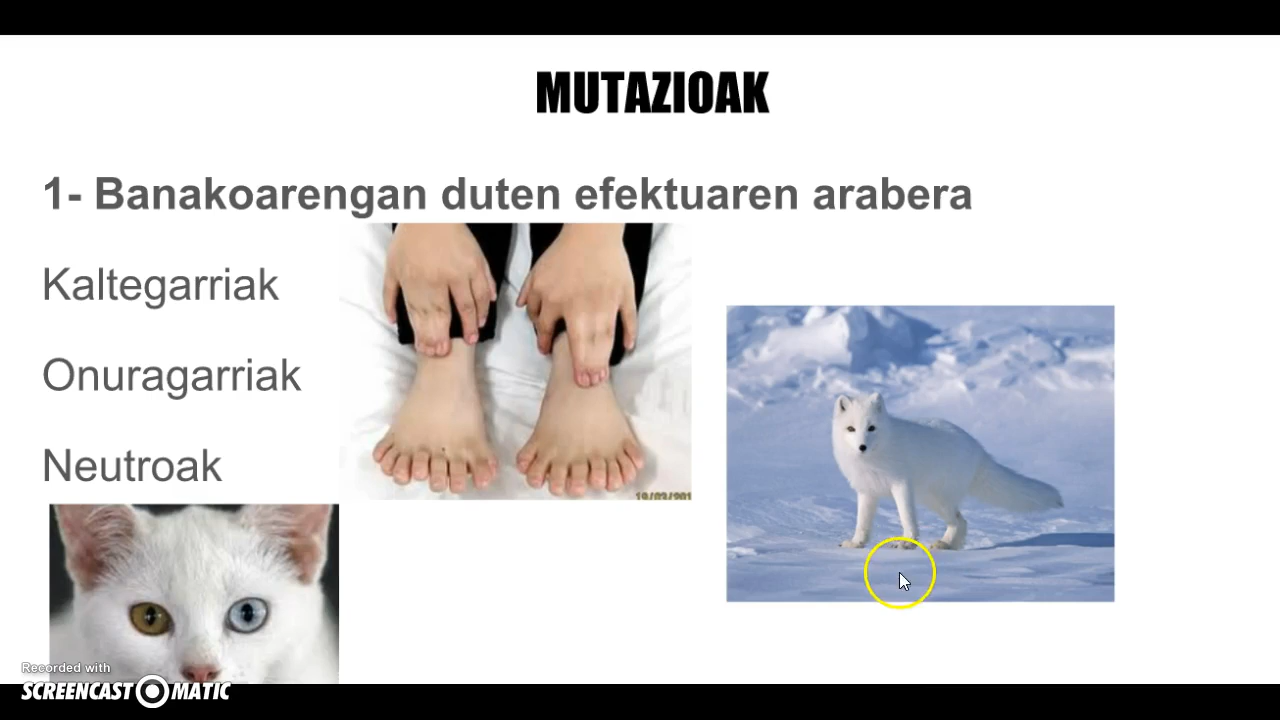 MUTAZIOAK
1- Banakoarengan duten efektuaren arabera
Kaltegarriak
Onuragarriak
Neutroak
Recorded with
SCREENCAST MATIC